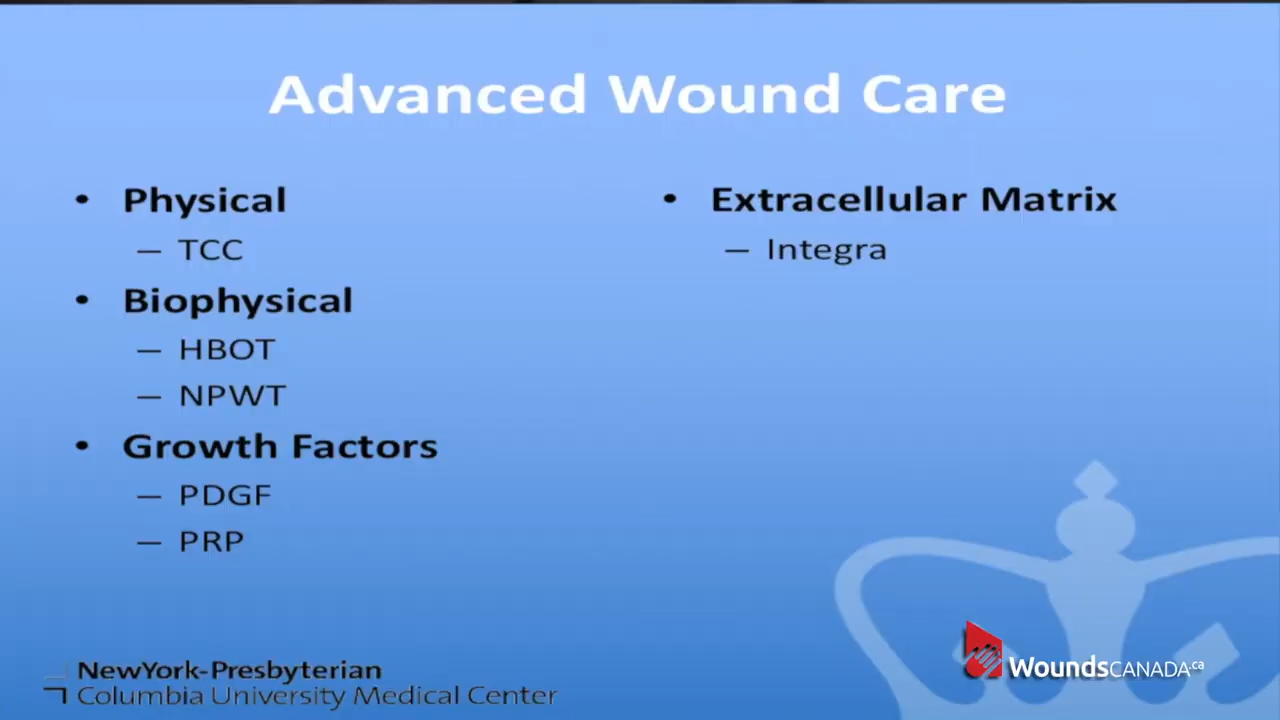 Advanced Wound Care
• Physical
– TCC
• Biophysical
– HBOT
– NPWT
• Growth Factors
– PDGF
– PRP
• Extracellular Matrix
– Integra
NewYork-Presbyterian
Columbia University Medical Center
WoundsCANADA.ca